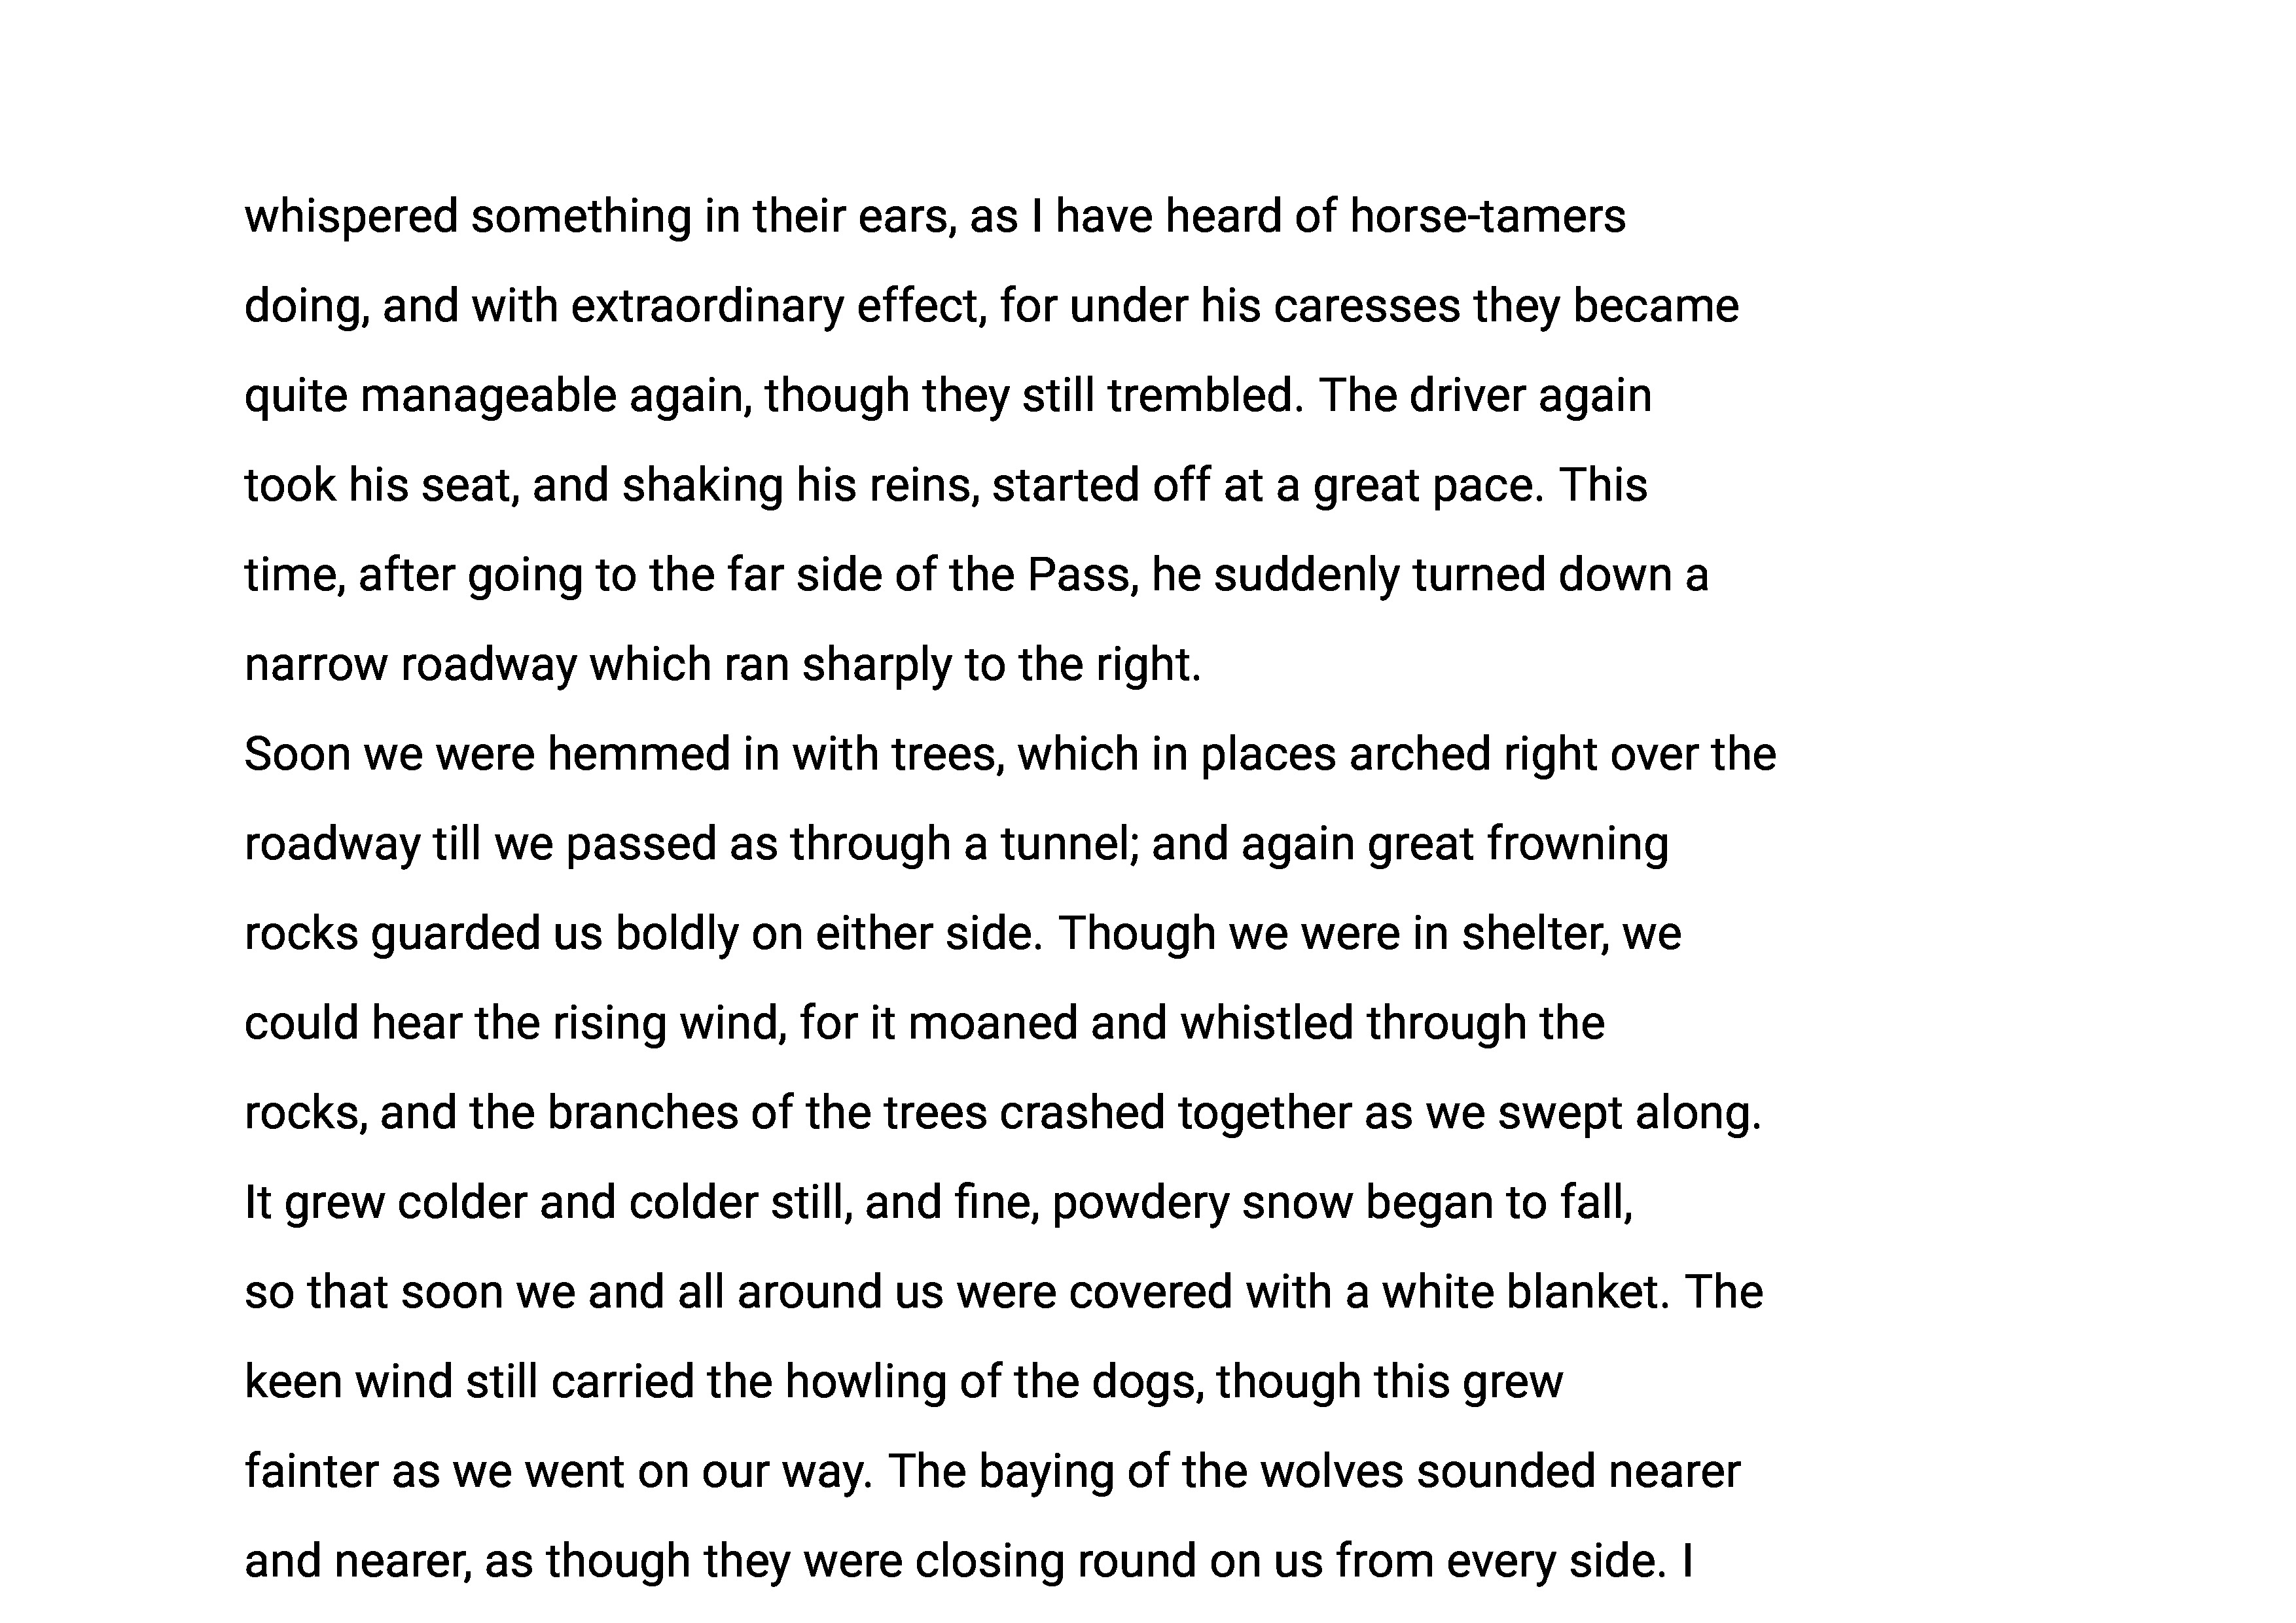 whispered something in their ears, as I have heard of horse-tamers
doing, and with extraordinary effect, for under his caresses they became
quite manageable again, though they still trembled. The driver again
took his seat, and shaking his reins, started off at a great pace. This
time, after going to the far side of the Pass, he suddenly turned down a
narrow roadway which ran sharply to the right.
Soon we were hemmed in with trees, which in places arched right over the
roadway till we passed as through a tunnel; and again great frowning
rocks guarded us boldly on either side. Though we were in shelter, we
could hear the rising wind, for it moaned and whistled through the
rocks, and the branches of the trees crashed together as we swept along.
It grew colder and colder still, and fine, powdery snow began to fall,
so that soon we and all around us were covered with a white blanket. The
keen wind still carried the howling of the dogs, though this grew
fainter as we went on our way. The baying of the wolves sounded nearer
and nearer, as though they were closing round on us from every side. I